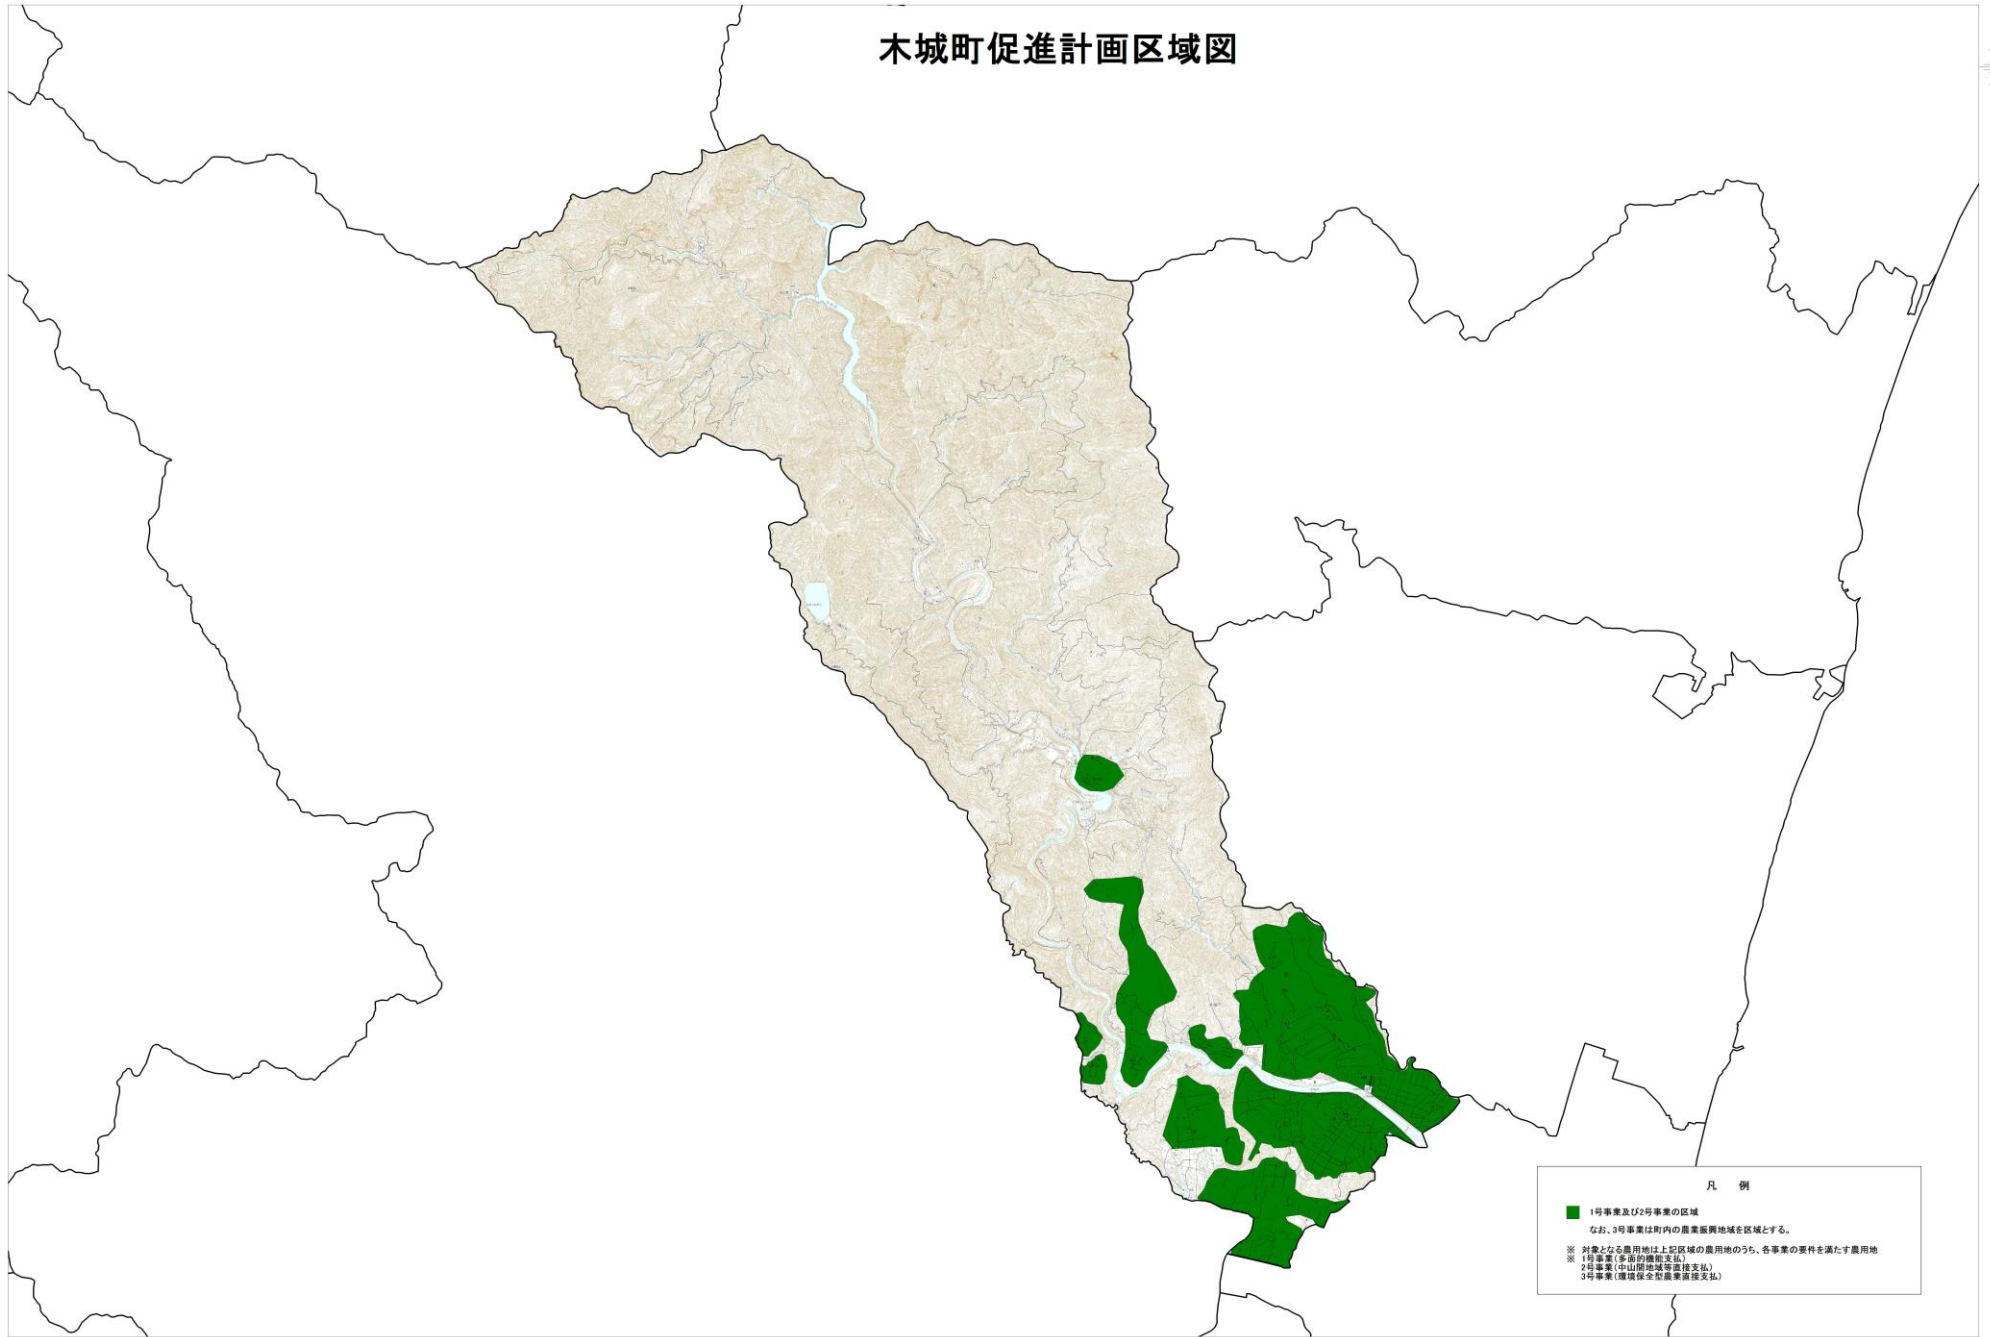 木城町促進計画区域図
凡 例
1号事業及び2号事業の区域
なお、3号事業は町内の農業振興地域を区域とする。
※ 対象となる農用地は上記区域の農用地のうち、各事業の要件を満たす農用地
※ 1号事業(多面的機能支払)
2号事業(中山間地域等直接支払)
3号事業(環境保全型農業直接支払)